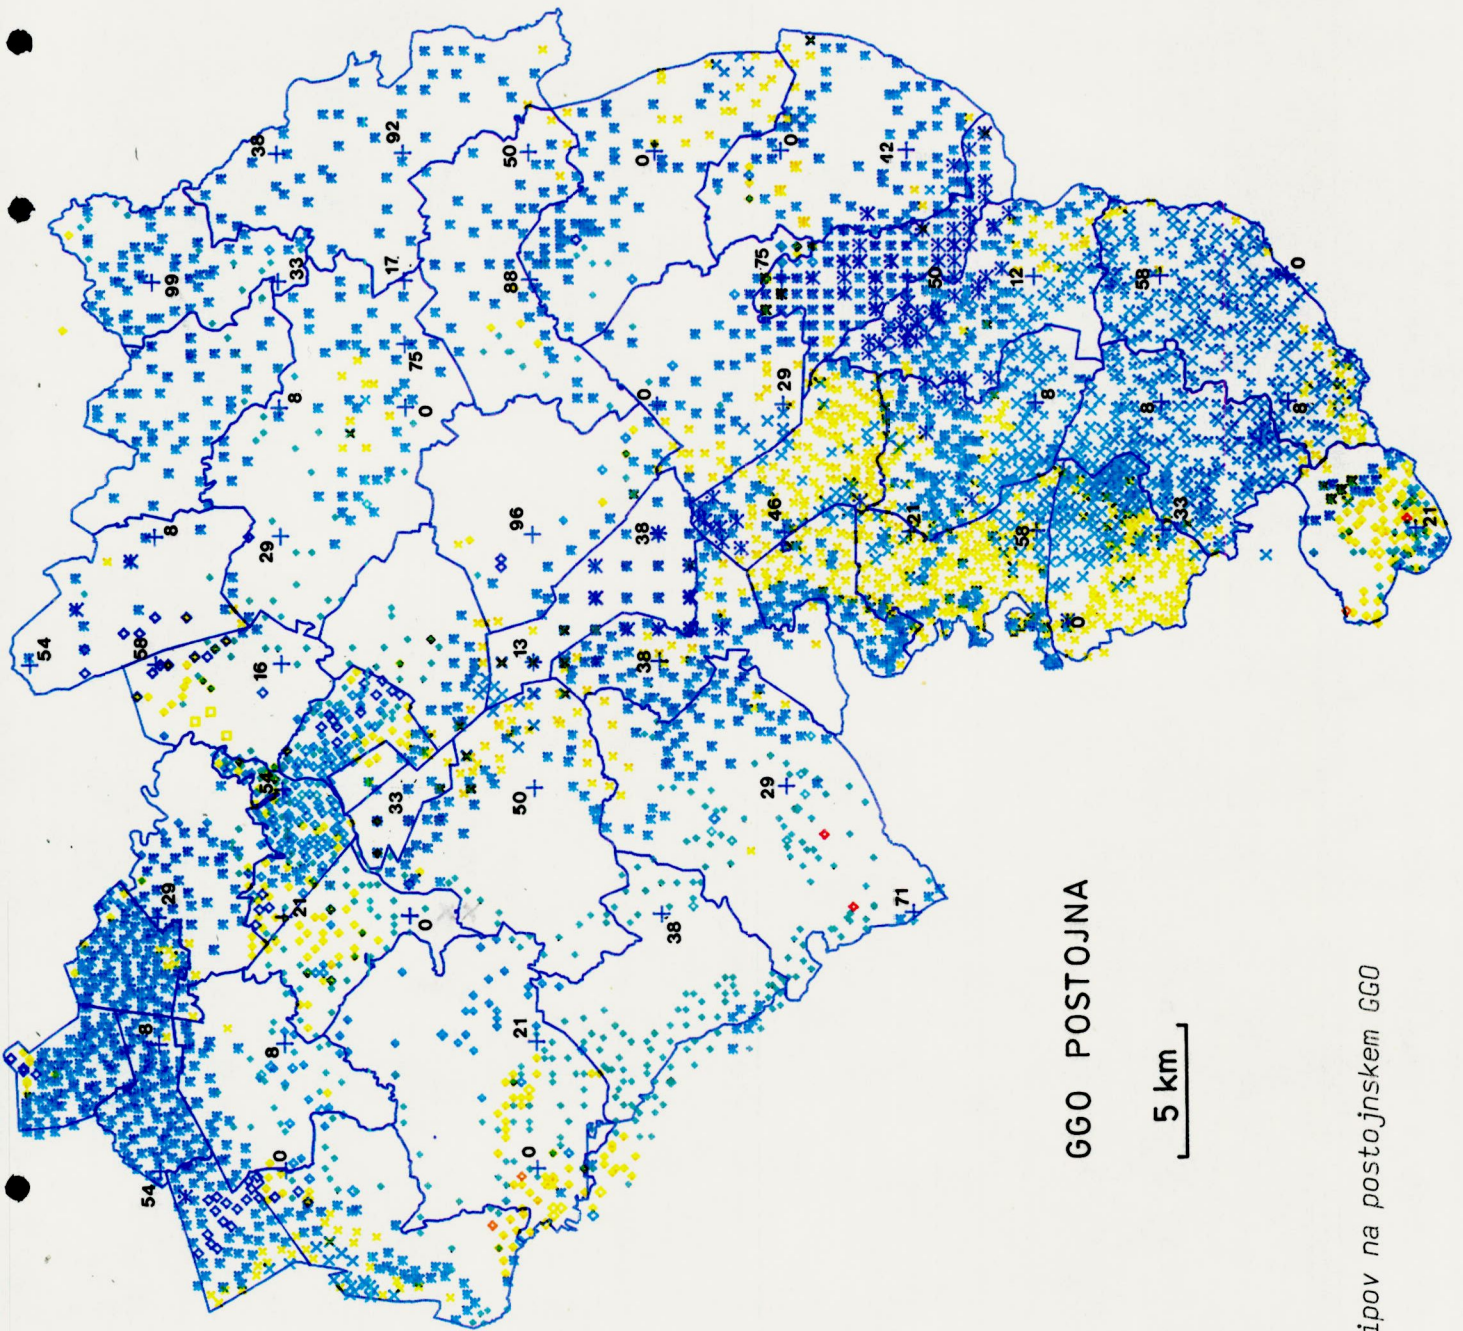 54
54 8 58
29 8 99
0 8 21 54 16 29 8 33 38
0 33 0 75 17 92
0 21 50 13 96 88 50
38 38 38 0 0
29 46 29 75 0
71 21 50 42
0 58 8 12
GGO POSTOJNA
33 8 58
5 km
8 0
ipov na postojnskem GGO
21